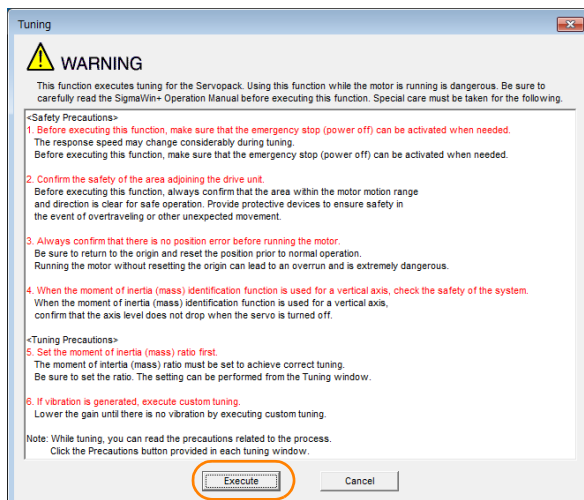 Tuning
WARNING
This function executes tuning for the Servopack. Using this function while the motor is running is dangerous. Be sure to
carefully read the SigmaWin+ Operation Manual before executing this function. Special care must be taken for the following.
<Safety Precautions>
1. Before executing this function, make sure that the emergency stop (power off) can be activated when needed.
The response speed may change considerably during tuning.
Before executing this function, make sure that the emergency stop (power off) can be activated when needed.
2. Confirm the safety of the area adjoining the drive unit.
Before executing this function, always confirm that the area within the motor motion range
and direction is clear for safe operation. Provide protective devices to ensure safety in
the event of overtraveling or other unexpected movement.
3. Always confirm that there is no position error before running the motor.
Be sure to return to the origin and reset the position prior to normal operation.
Running the motor without resetting the origin can lead to an overrun and is extremely dangerous.
4. When the moment of inertia (mass) identification function is used for a vertical axis, check the safety of the system.
When the moment of inertia (mass) identification function is used for a vertical axis,
confirm that the axis level does not drop when the servo is turned off.
<Tuning Precautions>
5. Set the moment of inertia (mass) ratio first.
The moment of intertia (mass) ratio must be set to achieve correct tuning.
Be sure to set the ratio. The setting can be performed from the Tuning window.
6. If vibration is generated, execute custom tuning.
Lower the gain until there is no vibration by executing custom tuning.
Note: While tuning, you can read the precautions related to the process.
Click the Precautions button provided in each tuning window.
Execute
Cancel